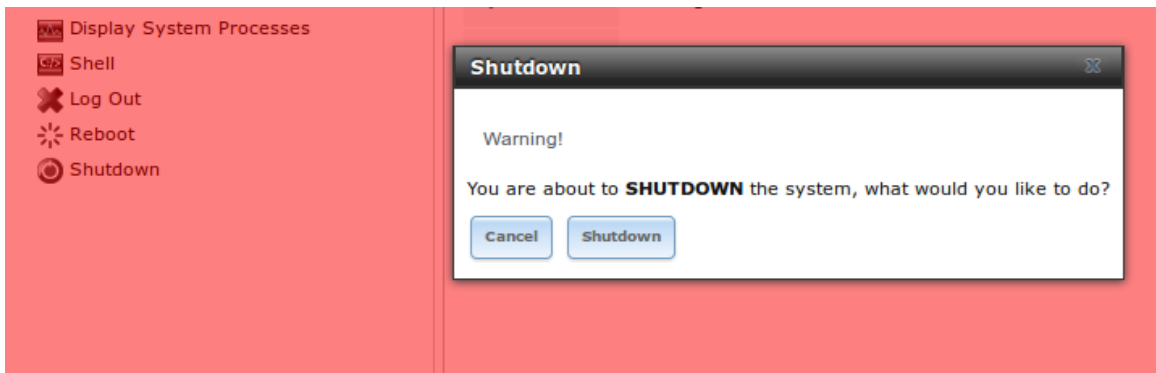 Display System Processes
Shell
Log Out
Reboot
Shutdown
Shutdown
Warning!
You are about to SHUTDOWN the system, what would you like to do?
Cancel Shutdown